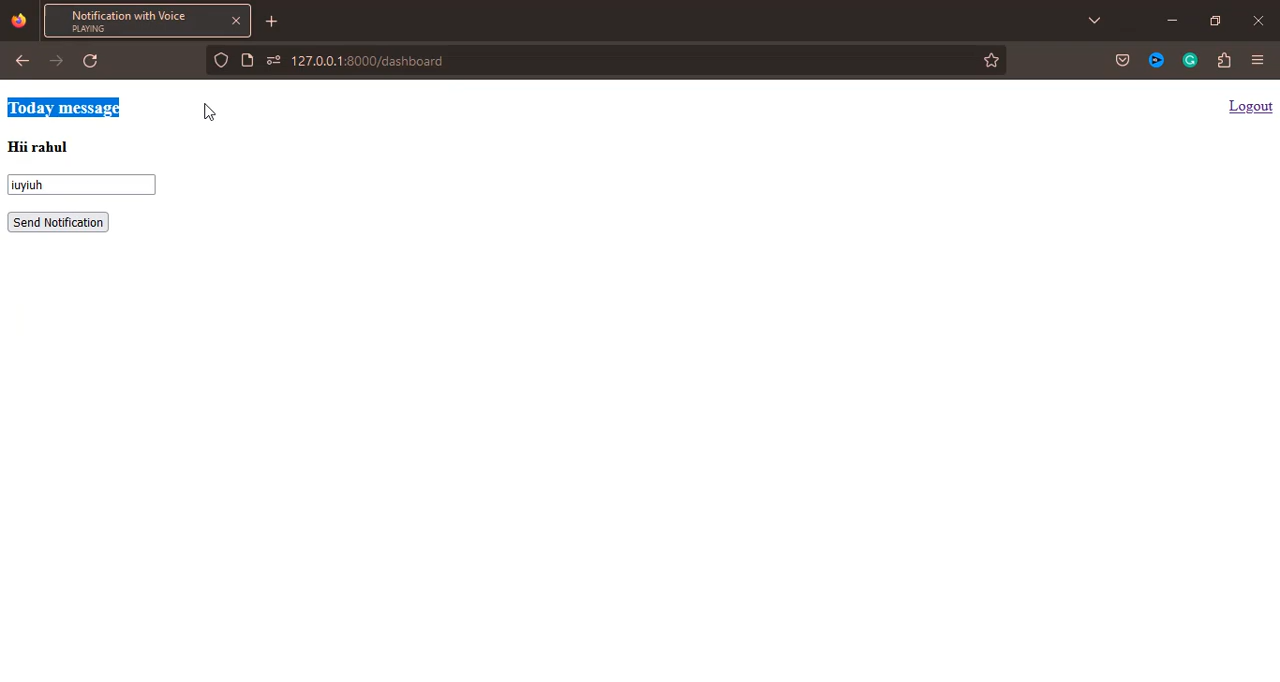 Notification with Voice
PLAYING
127.0.0.1:8000/dashboard
Today message
Logout
Hii rahul
iuyiuh
Send Notification